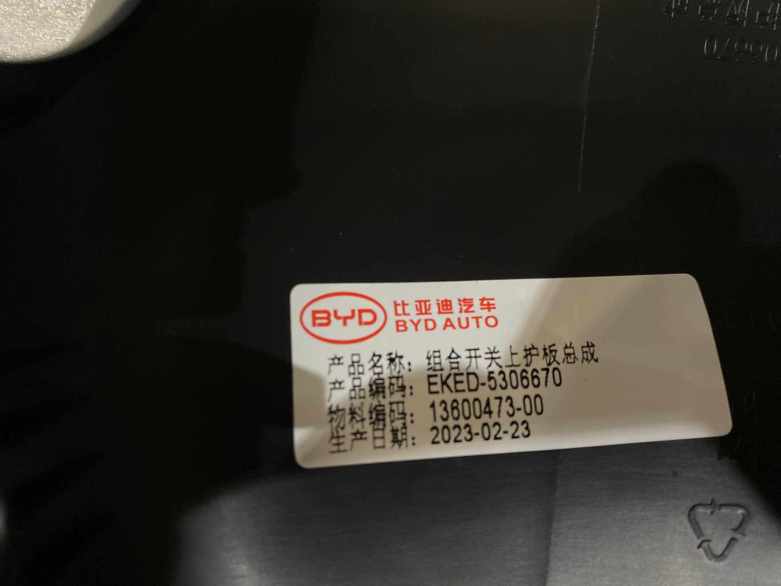 BYD
比亚迪汽车
BYD AUTO
产品名称：组合开关上护板总成
产品编码：EKED-5306670
物料编码：13600473-00
生产日期：2023-02-23